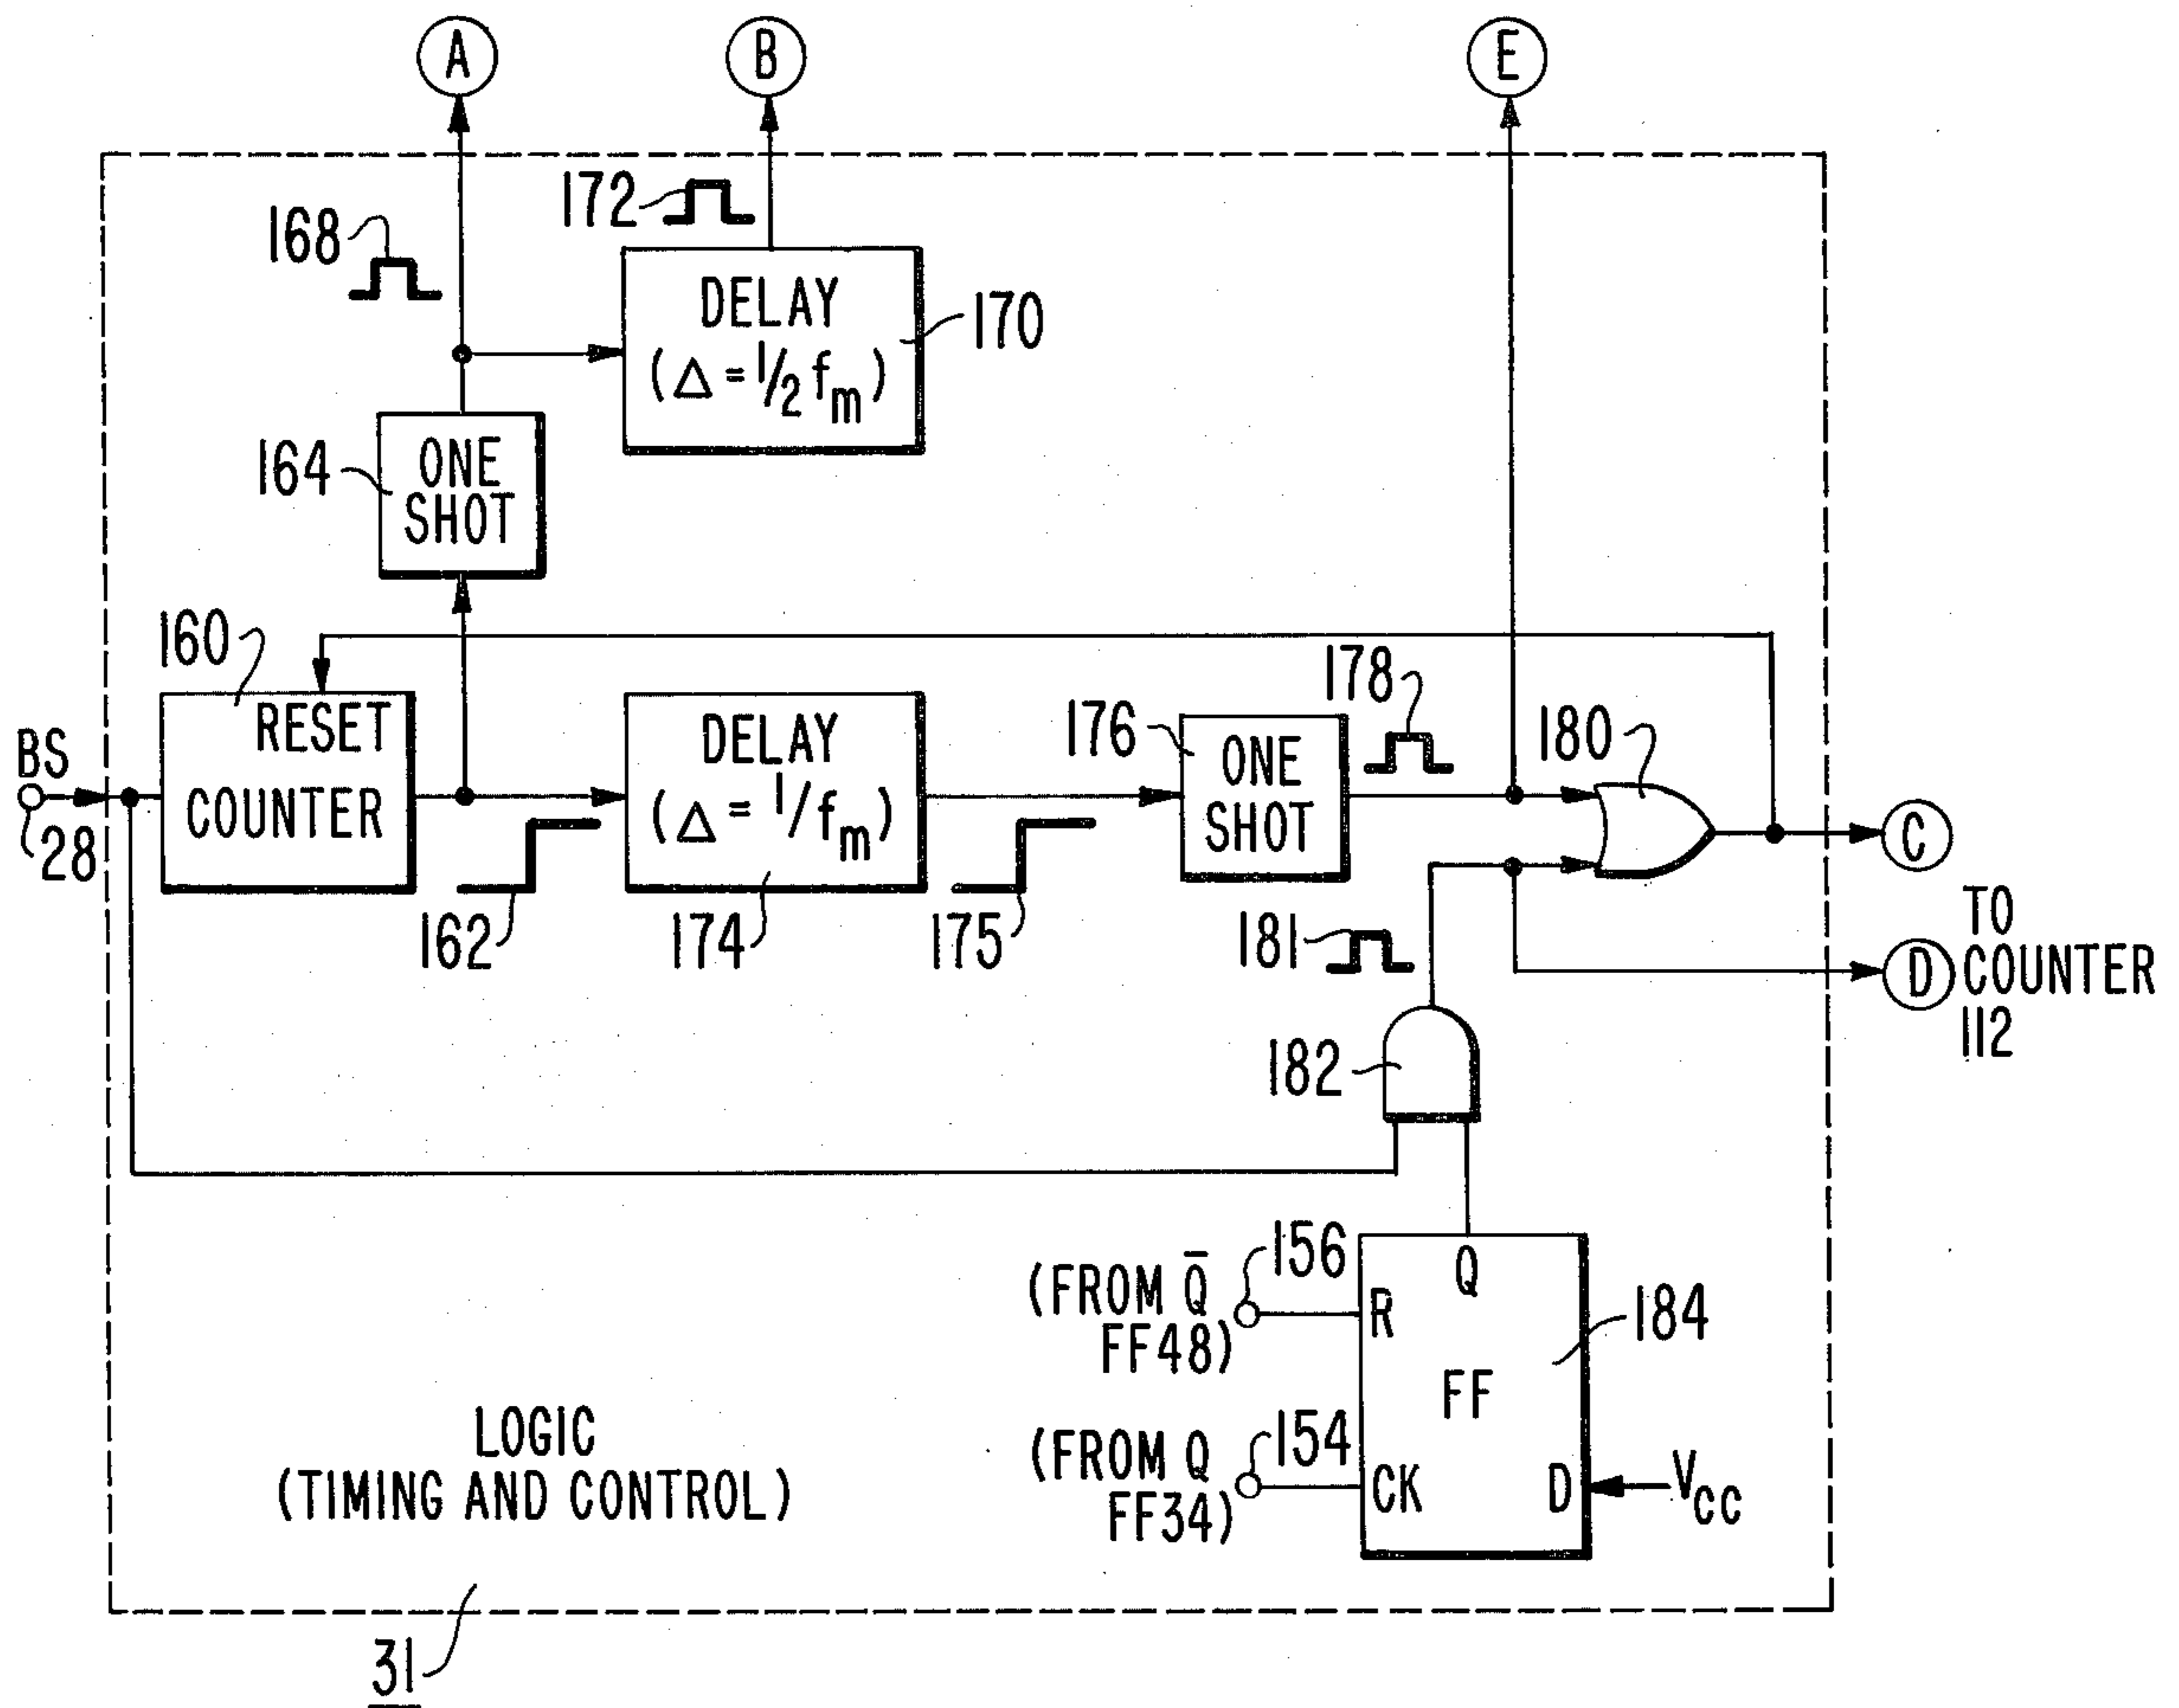 A
B
E
172
168
DELAY
(Δ = 1/2 fm)
170
164
ONE
SHOT
160
RESET
COUNTER
BS
28
162
DELAY
(Δ = 1/fm)
174
175
176
ONE
SHOT
178
180
C
D
TO
COUNTER
112
181
182
(FROM Q̅
FF48)
156
R
Q
FF
184
(FROM Q
FF34)
154
CK
D
VCC
LOGIC
(TIMING AND CONTROL)
31